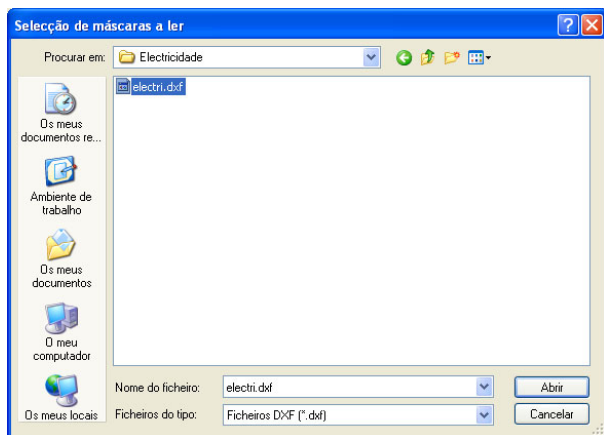 Selecção de máscaras a ler
Procurar em:
Electricidade
electri.dxf
Os meus
documentos re...
Ambiente de
trabalho
Os meus
documentos
O meu
computador
Os meus locais
Nome do ficheiro:
electri.dxf
Abrir
Ficheiros do tipo:
Ficheiros DXF (*.dxf)
Cancelar